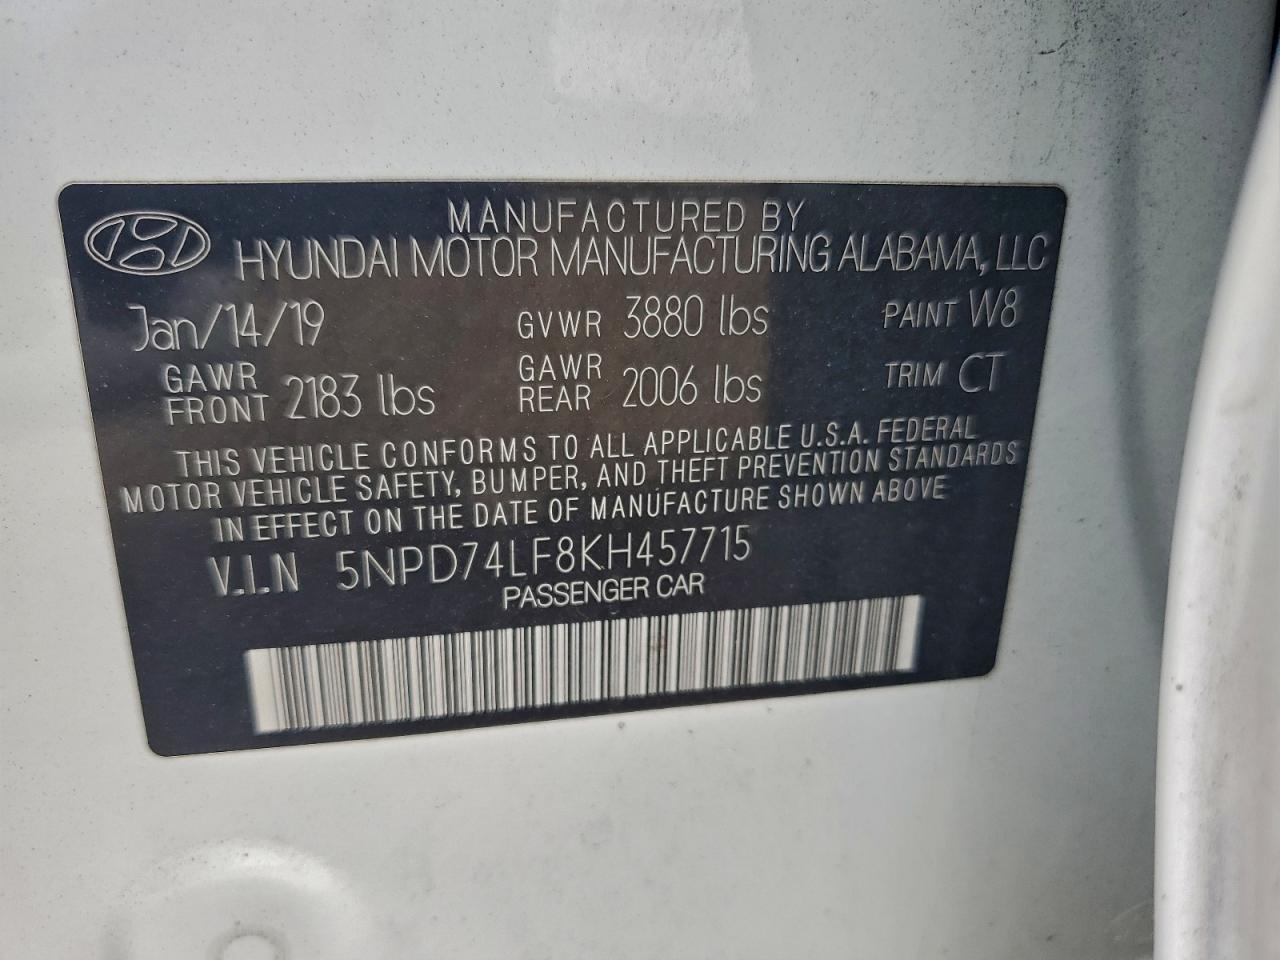 MANUFACTURED BY
HYUNDAI MOTOR MANUFACTURING ALABAMA, LLC
Jan/14/19 GVWR 3880 lbs PAINT W8
GAWR FRONT 2183 lbs GAWR REAR 2006 lbs TRIM CT
THIS VEHICLE CONFORMS TO ALL APPLICABLE U.S.A. FEDERAL
MOTOR VEHICLE SAFETY, BUMPER, AND THEFT PREVENTION STANDARDS
IN EFFECT ON THE DATE OF MANUFACTURE SHOWN ABOVE
V.I.N 5NPD74LF8KH457715
PASSENGER CAR